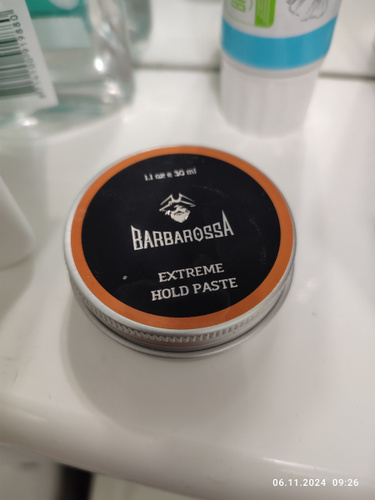 1.1 oz e 30 ml
BARBAROSSA
EXTREME
HOLD PASTE
06.11.2024 09:26